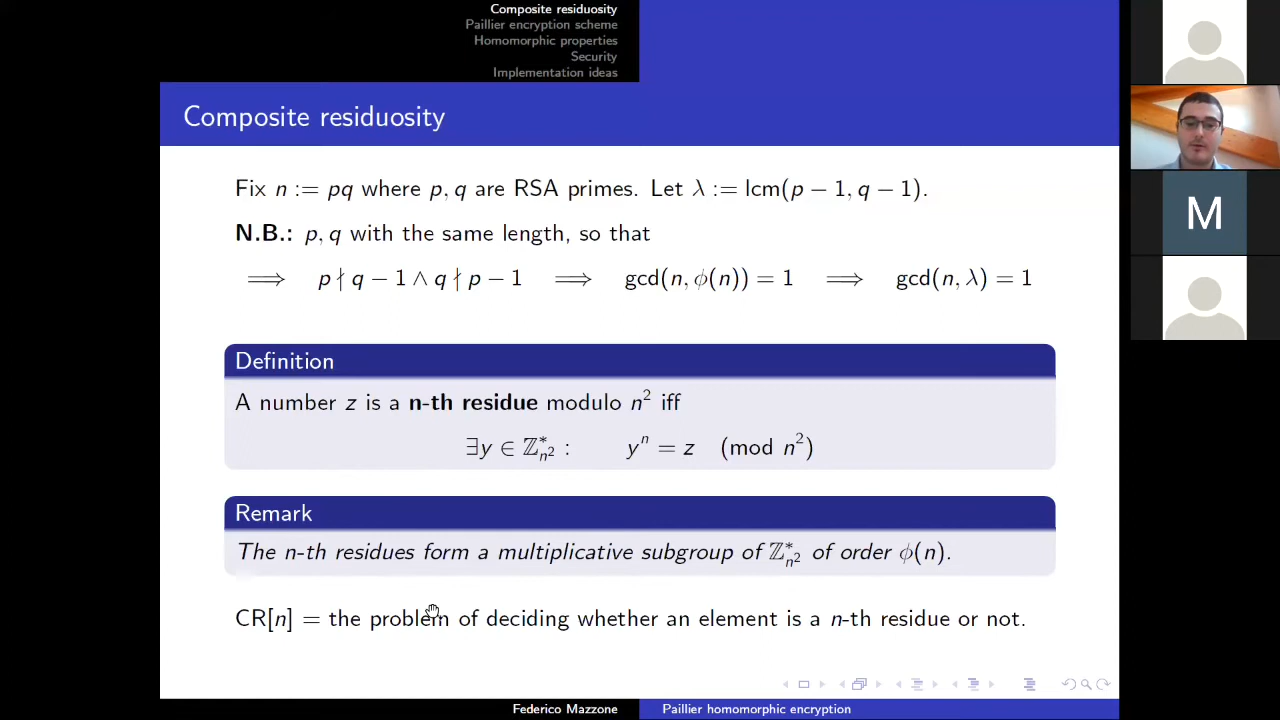 Composite residuosity
Paillier encryption scheme
Homomorphic properties
Security
Implementation ideas
Composite residuosity
Fix n := pq where p, q are RSA primes. Let λ := lcm(p − 1, q − 1).
N.B.: p, q with the same length, so that
⟹ p ∤ q − 1 ∧ q ∤ p − 1 ⟹ gcd(n, ϕ(n)) = 1 ⟹ gcd(n, λ) = 1
Definition
A number z is a n-th residue modulo n² iff
∃y ∈ ℤ*ₙ² : yⁿ = z (mod n²)
Remark
The n-th residues form a multiplicative subgroup of ℤ*ₙ² of order ϕ(n).
CR[n] = the problem of deciding whether an element is a n-th residue or not.
Federico Mazzone Paillier homomorphic encryption
M